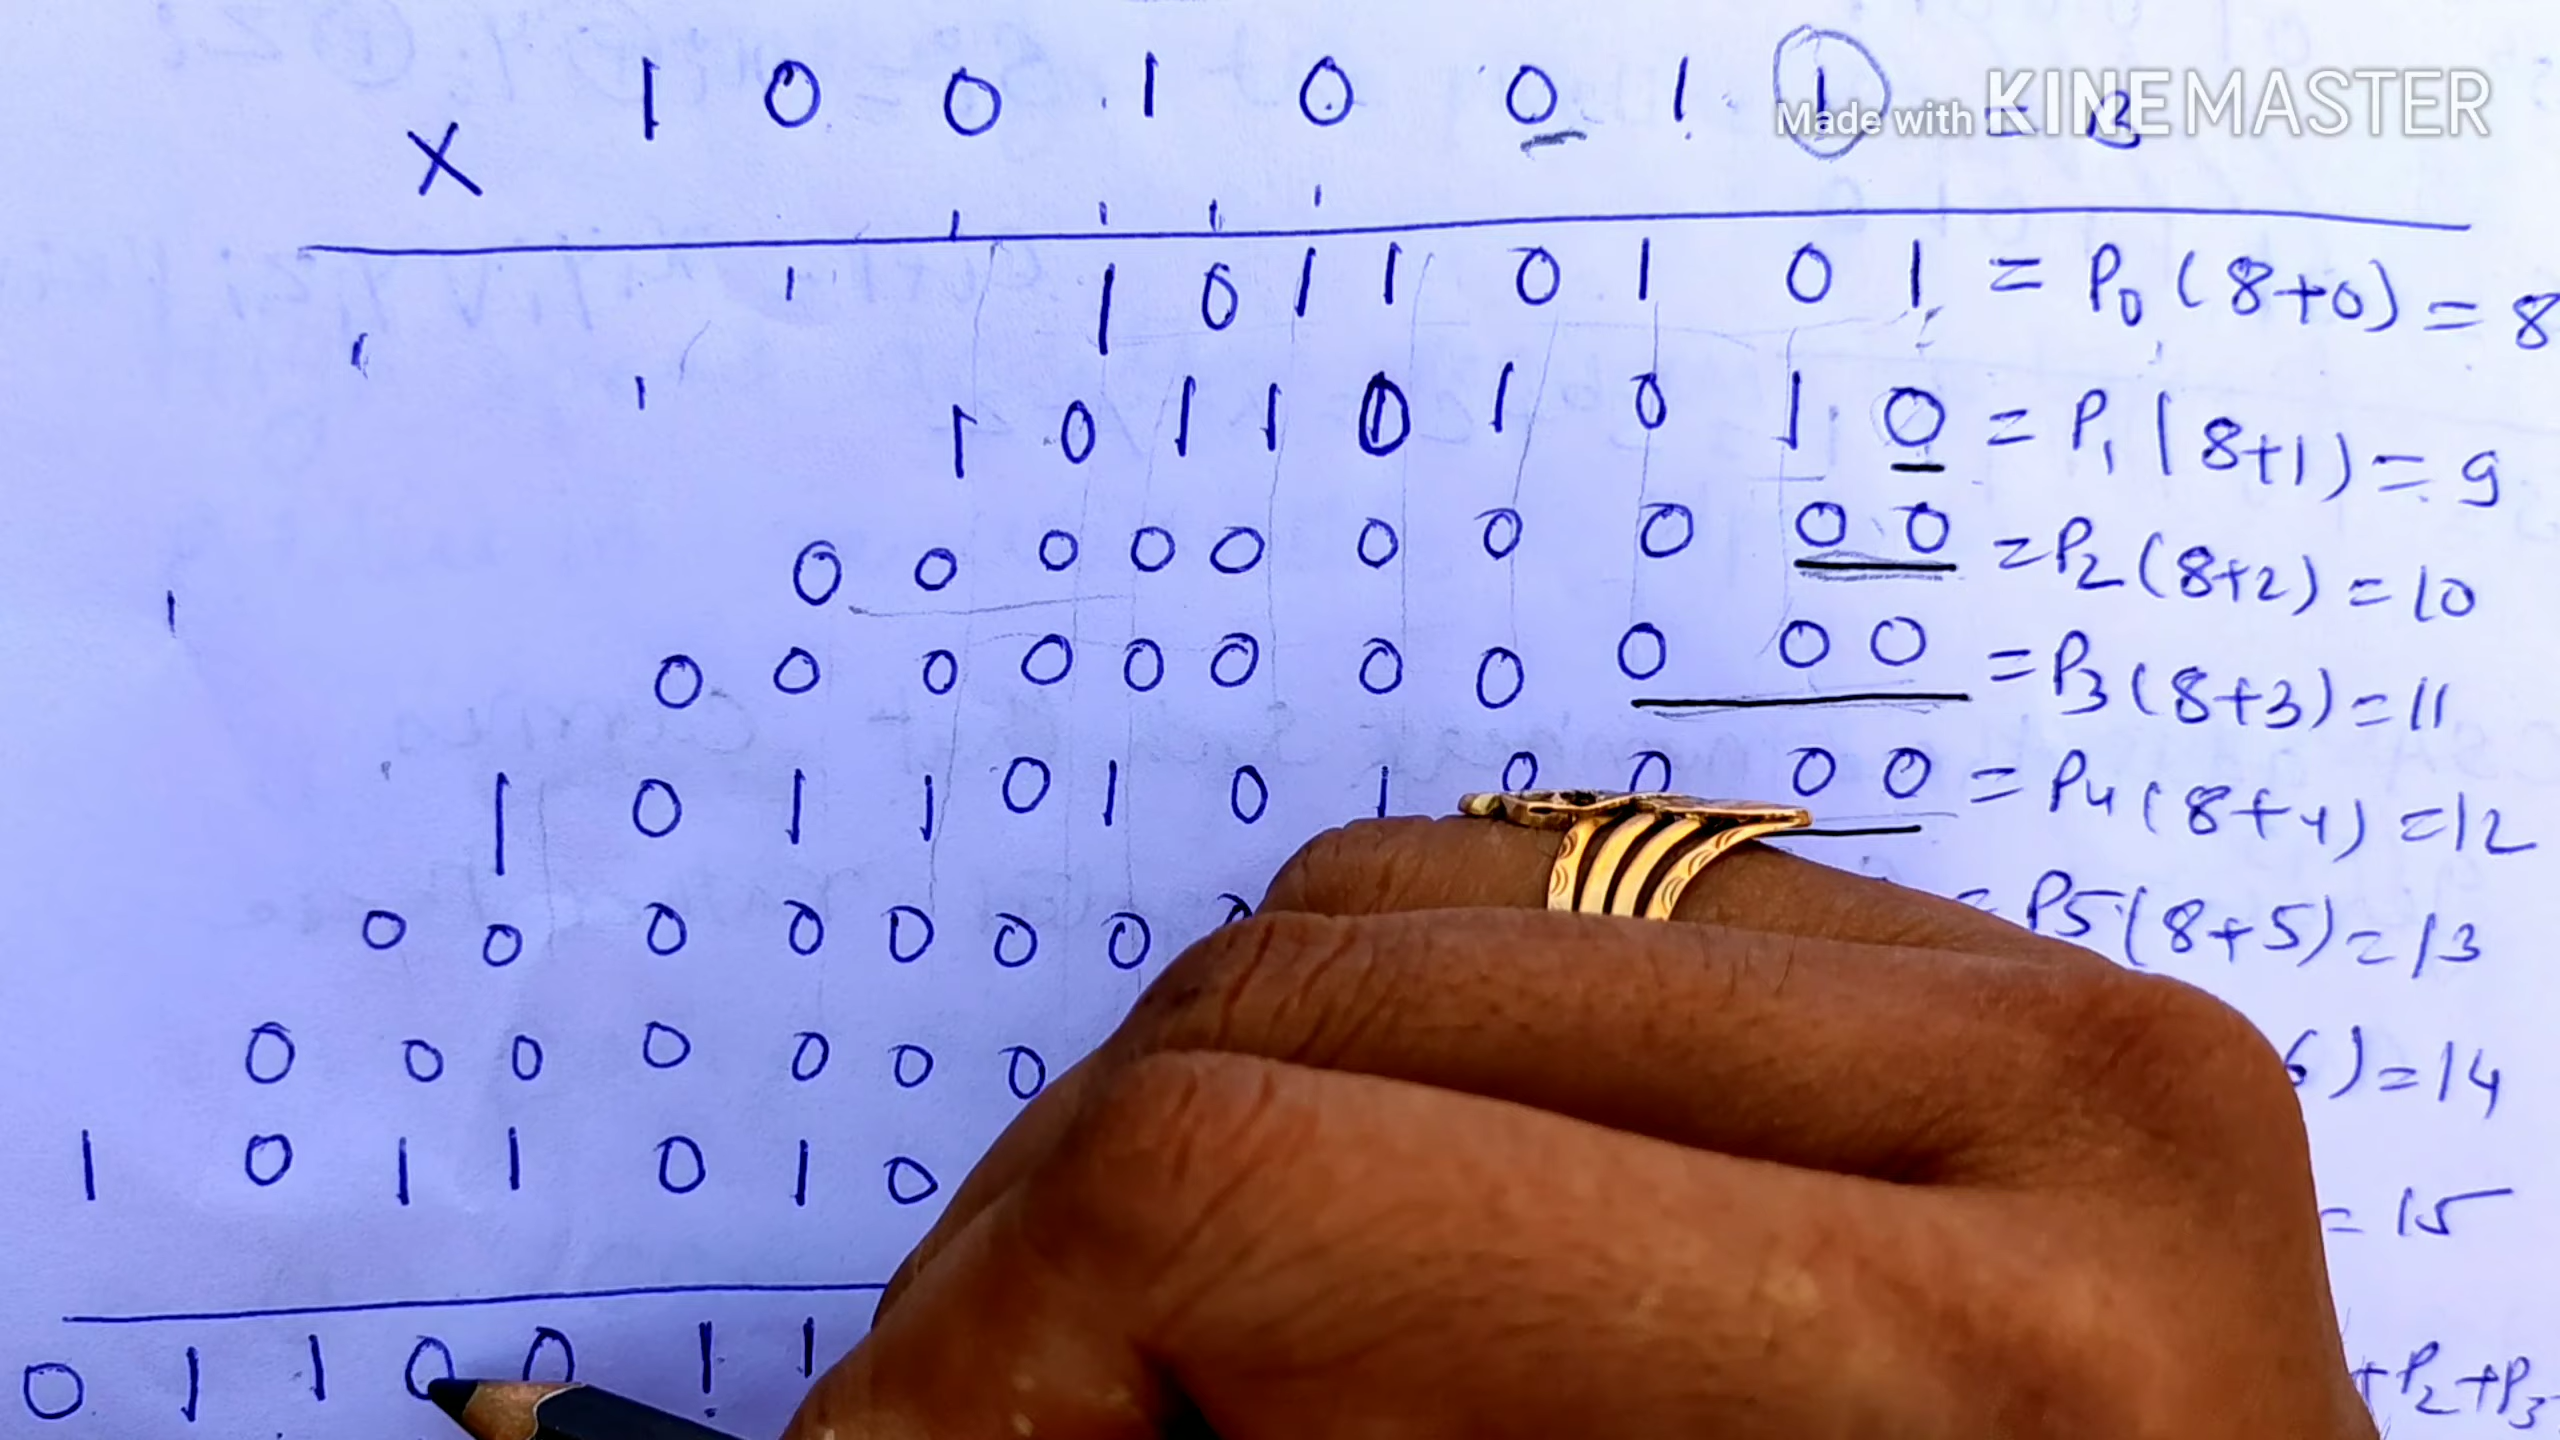 1 0 0 1 0 0 1 1 = B
Made with KINEMASTER
X
1 0 1 1 0 1 0 1 = P0 (8+0) = 8
1 0 1 1 0 1 0 1 0 = P1 (8+1) = 9
0 0 0 0 0 0 0 0 0 0 = P2 (8+2) = 10
0 0 0 0 0 0 0 0 0 0 0 = P3 (8+3) = 11
1 0 1 1 0 1 0 1 0 0 0 0 = P4 (8+4) = 12
0 0 0 0 0 0 0 0 = P5 (8+5) = 13
0 0 0 0 0 0 0 6) = 14
1 0 1 1 0 1 0 = 15
0 1 1 0 0 1 1 +P2+P3